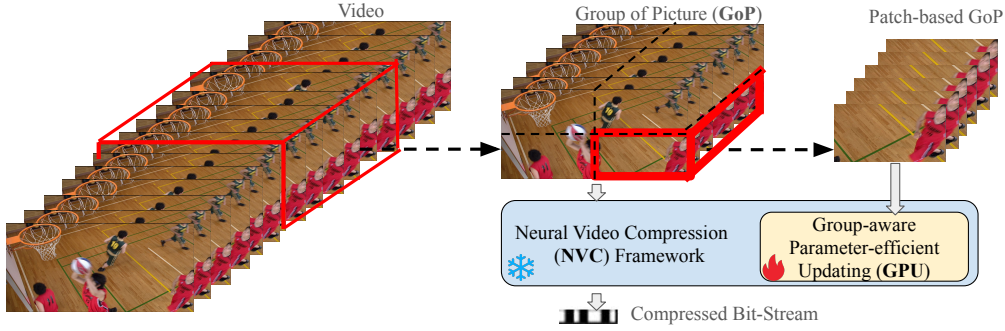 Video
Group of Picture (GoP)
Patch-based GoP
Neural Video Compression
(NVC) Framework
Group-aware
Parameter-efficient
Updating (GPU)
Compressed Bit-Stream